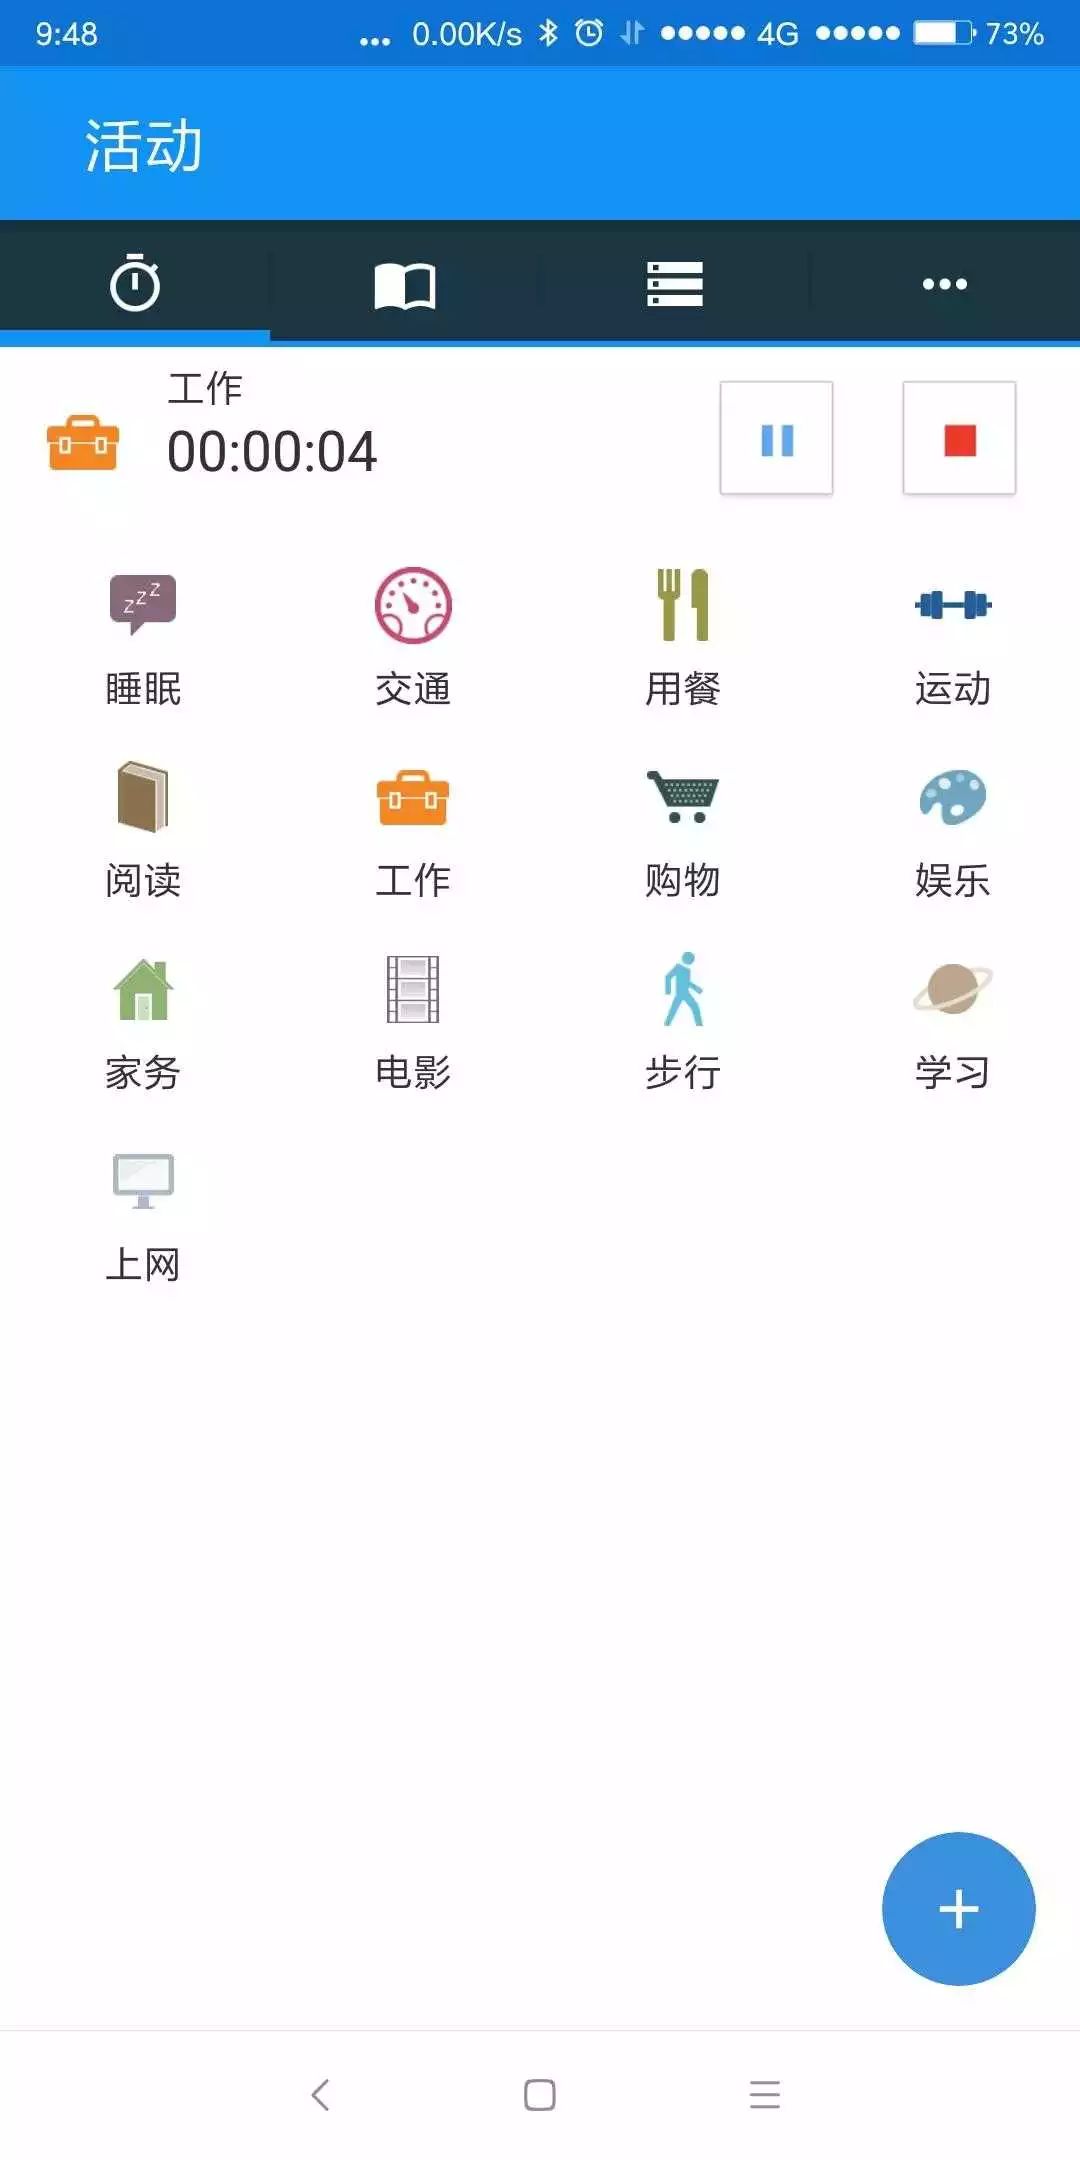 9:48 ... 0.00K/s 4G 73%
活动
工作
00:00:04
zzz
睡眠 交通 用餐 运动
阅读 工作 购物 娱乐
家务 电影 步行 学习
上网